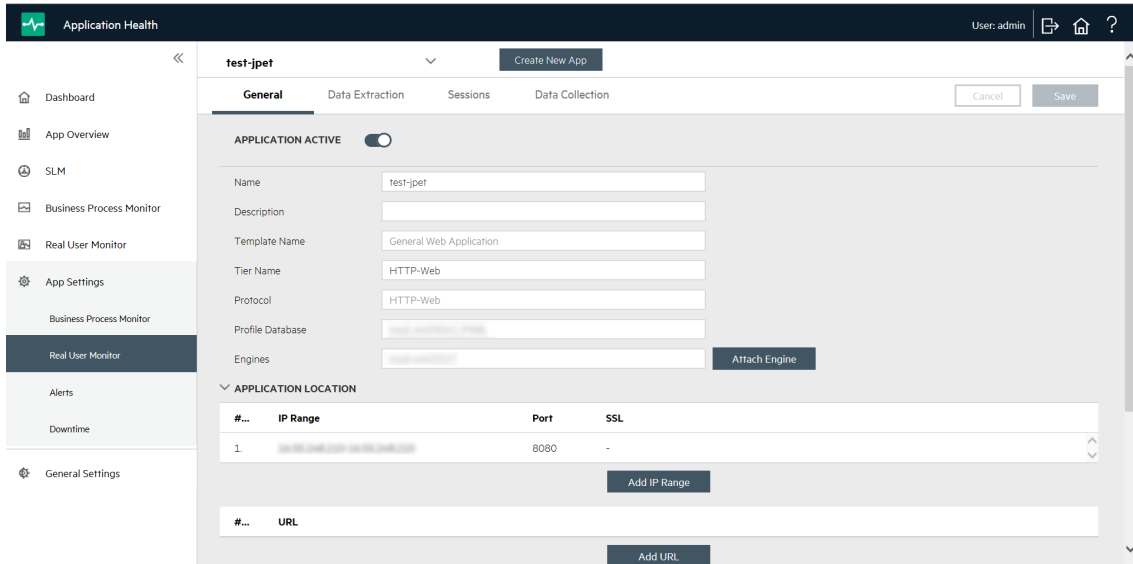 Application Health
User: admin
?
test-jpet
Create New App
General Data Extraction Sessions Data Collection
Cancel Save
Dashboard
App Overview
SLM
Business Process Monitor
Real User Monitor
App Settings
Business Process Monitor
Real User Monitor
Alerts
Downtime
General Settings
APPLICATION ACTIVE
Name test-jpet
Description
Template Name General Web Application
Tier Name HTTP-Web
Protocol HTTP-Web
Profile Database
Engines
Attach Engine
APPLICATION LOCATION
#... IP Range Port SSL
1. 8080 -
Add IP Range
#... URL
Add URL